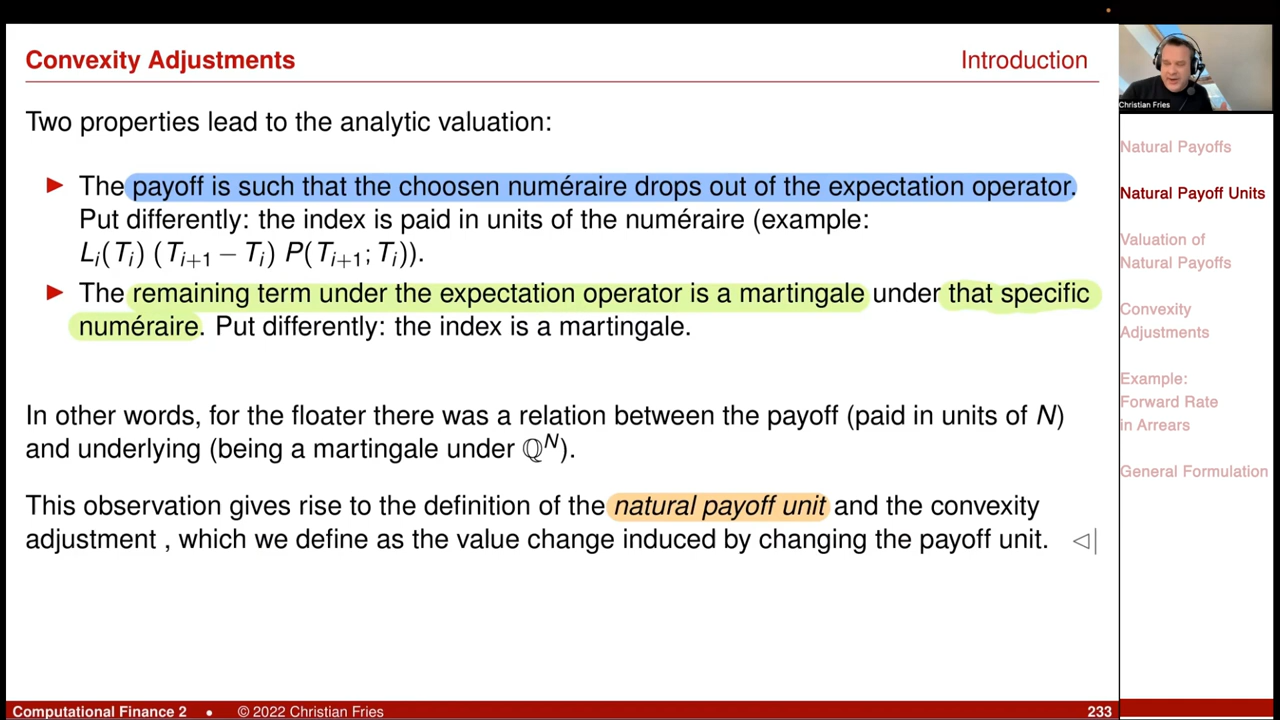 Convexity Adjustments
Introduction
Two properties lead to the analytic valuation:
► The payoff is such that the choosen numéraire drops out of the expectation operator.
Put differently: the index is paid in units of the numéraire (example:
Lᵢ(Tᵢ) (Tᵢ₊₁ − Tᵢ) P(Tᵢ₊₁; Tᵢ)).
► The remaining term under the expectation operator is a martingale under that specific
numéraire. Put differently: the index is a martingale.
In other words, for the floater there was a relation between the payoff (paid in units of N)
and underlying (being a martingale under ℚᴺ).
This observation gives rise to the definition of the natural payoff unit and the convexity
adjustment , which we define as the value change induced by changing the payoff unit. ◁|
Computational Finance 2 • © 2022 Christian Fries
233
Christian Fries
Natural Payoffs
Natural Payoff Units
Valuation of
Natural Payoffs
Convexity
Adjustments
Example:
Forward Rate
in Arrears
General Formulation